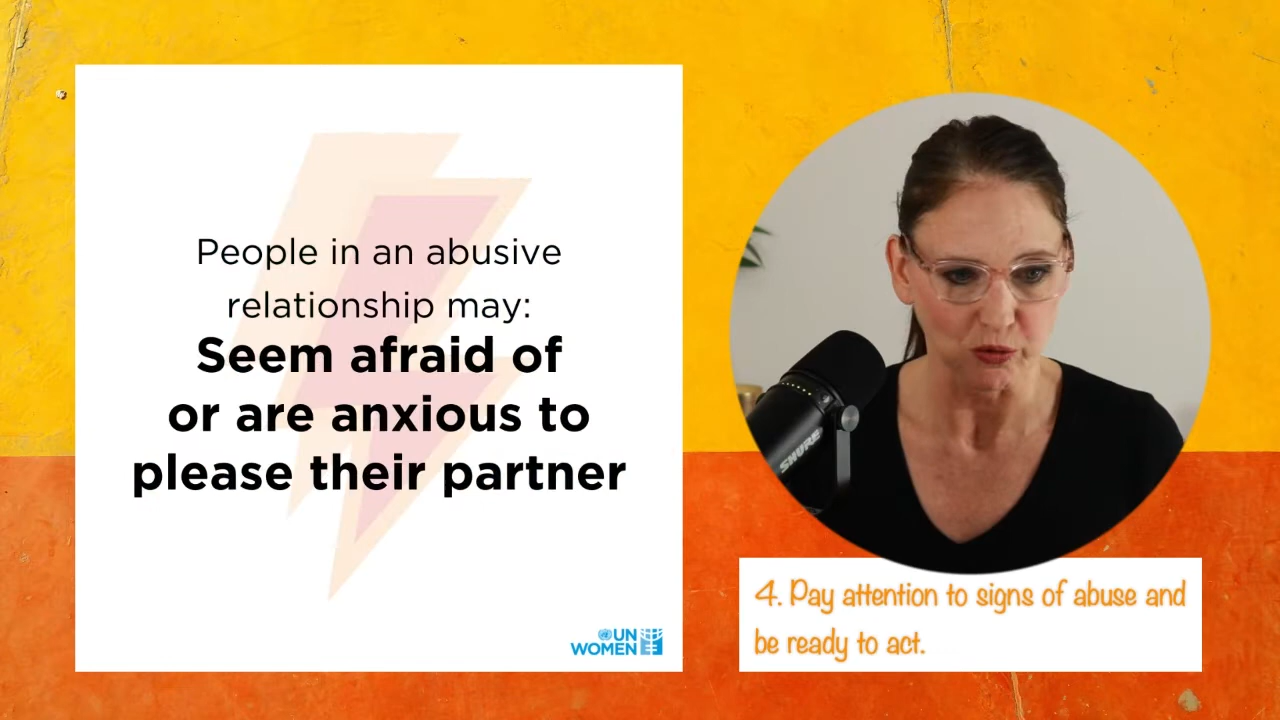 People in an abusive
relationship may:
Seem afraid of
or are anxious to
please their partner
UN
WOMEN
SHURE
4. Pay attention to signs of abuse and
be ready to act.